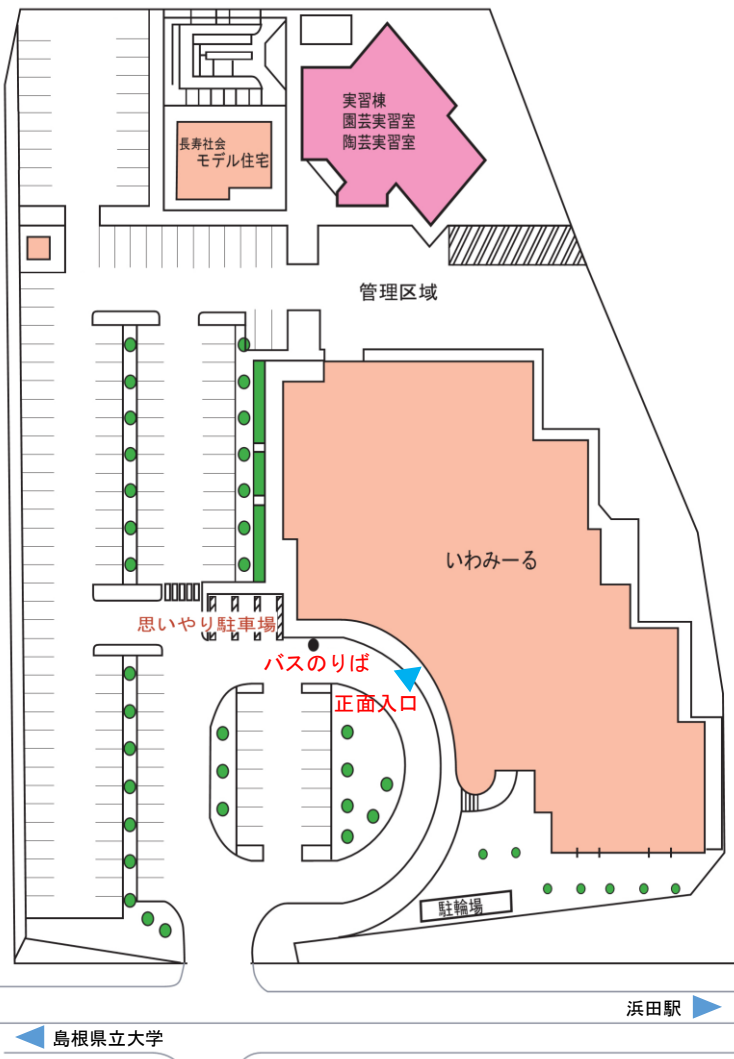 実習棟
園芸実習室
陶芸実習室
長寿社会
モデル住宅
管理区域
いわみーる
思いやり駐車場
バスのりば
正面入口
駐輪場
浜田駅
島根県立大学